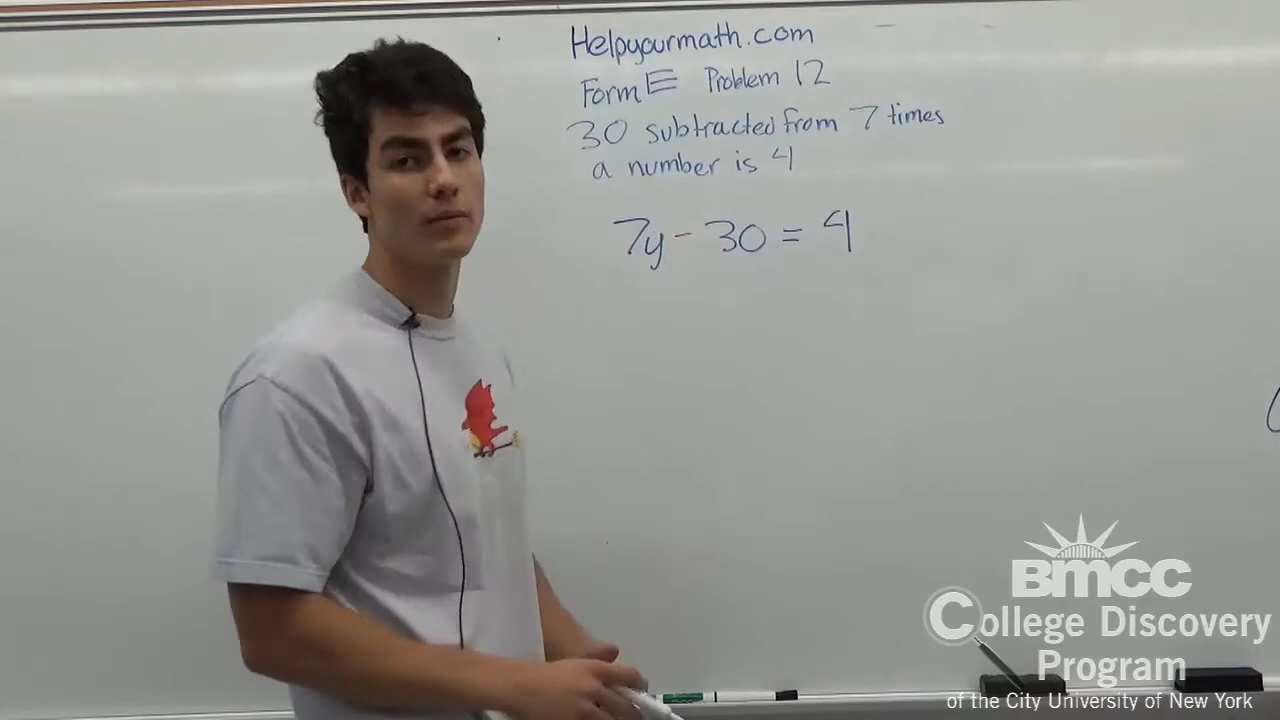 Helpyourmath.com
Form E Problem 12
30 subtracted from 7 times
a number is 4
7y - 30 = 4
BMCC
College Discovery
Program
of the City University of New York